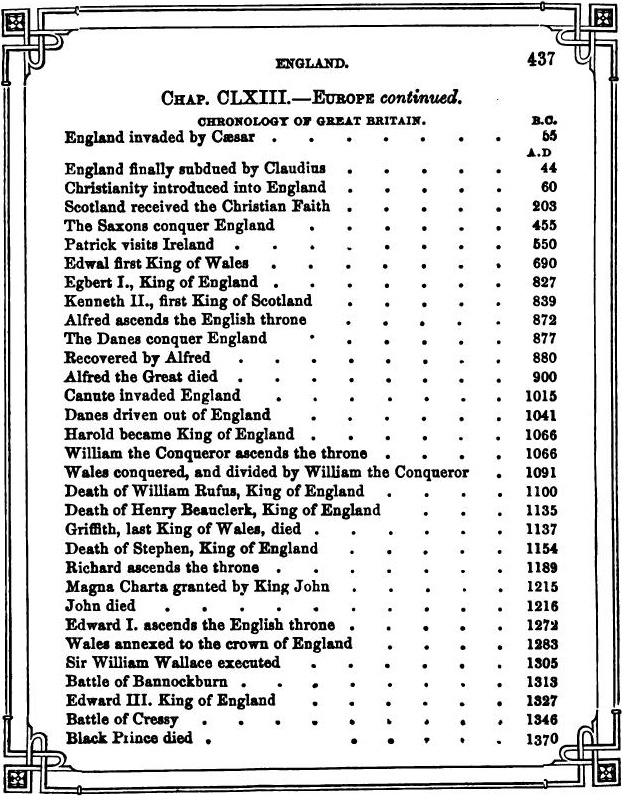 ENGLAND. 437
CHAP. CLXIII.—EUROPE continued.
CHRONOLOGY OF GREAT BRITAIN. B.C.
England invaded by Cæsar . . . . . . . 55
A.D
England finally subdued by Claudius . . . . . 44
Christianity introduced into England . . . . . 60
Scotland received the Christian Faith . . . . . 203
The Saxons conquer England . . . . . . 455
Patrick visits Ireland . . . . . . . . 550
Edwal first King of Wales . . . . . . . 690
Egbert I., King of England . . . . . . . 827
Kenneth II., first King of Scotland . . . . . 839
Alfred ascends the English throne . . . . . 872
The Danes conquer England . . . . . . 877
Recovered by Alfred . . . . . . . . 880
Alfred the Great died . . . . . . . . 900
Canute invaded England . . . . . . . 1015
Danes driven out of England . . . . . . 1041
Harold became King of England . . . . . . 1066
William the Conqueror ascends the throne . . . . 1066
Wales conquered, and divided by William the Conqueror . 1091
Death of William Rufus, King of England . . . . 1100
Death of Henry Beauclerk, King of England . . . 1135
Griffith, last King of Wales, died . . . . . . 1137
Death of Stephen, King of England . . . . . 1154
Richard ascends the throne . . . . . . . 1189
Magna Charta granted by King John . . . . . 1215
John died . . . . . . . . . . 1216
Edward I. ascends the English throne . . . . . 1272
Wales annexed to the crown of England . . . . 1283
Sir William Wallace executed . . . . . . 1305
Battle of Bannockburn . . . . . . . . 1313
Edward III. King of England . . . . . . 1327
Battle of Cressy . . . . . . . . . 1346
Black Prince died . . . . . . 1370